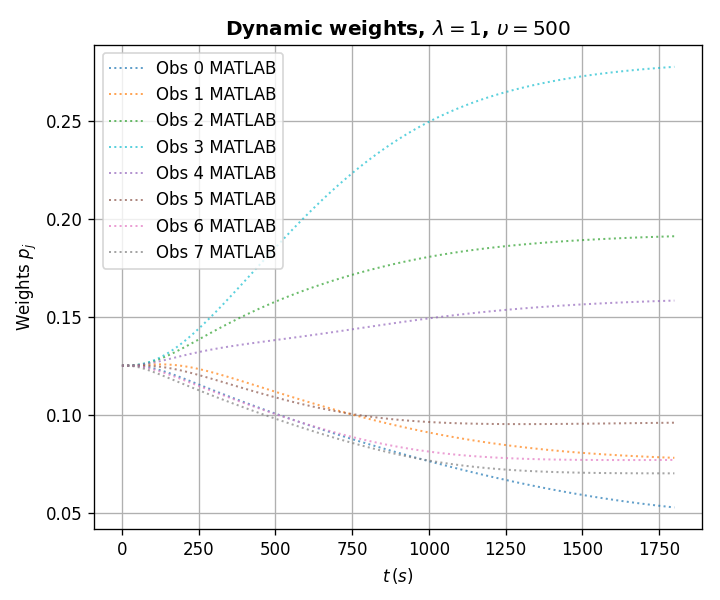 Dynamic weights, λ = 1, υ = 500
Obs 0 MATLAB
Obs 1 MATLAB
Obs 2 MATLAB
Obs 3 MATLAB
Obs 4 MATLAB
Obs 5 MATLAB
Obs 6 MATLAB
Obs 7 MATLAB
Weights pⱼ
0.25
0.20
0.15
0.10
0.05
0 250 500 750 1000 1250 1500 1750
t (s)